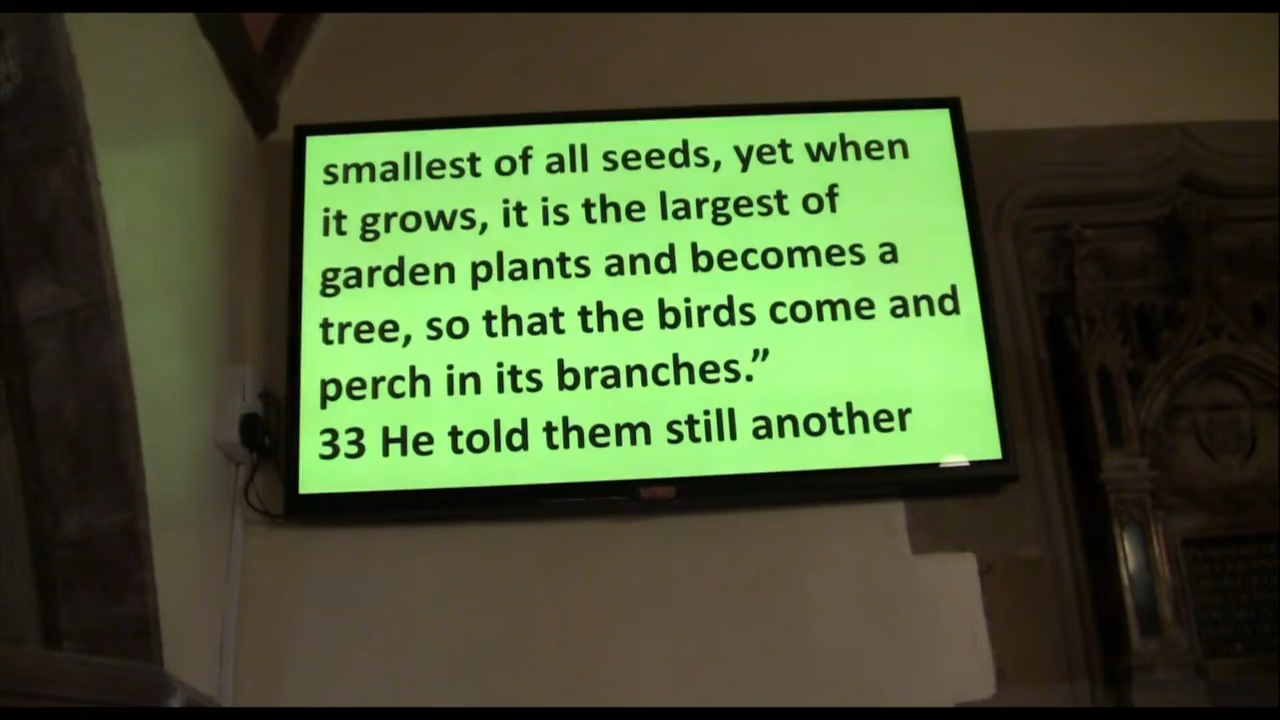 smallest of all seeds, yet when
it grows, it is the largest of
garden plants and becomes a
tree, so that the birds come and
perch in its branches.”
33 He told them still another